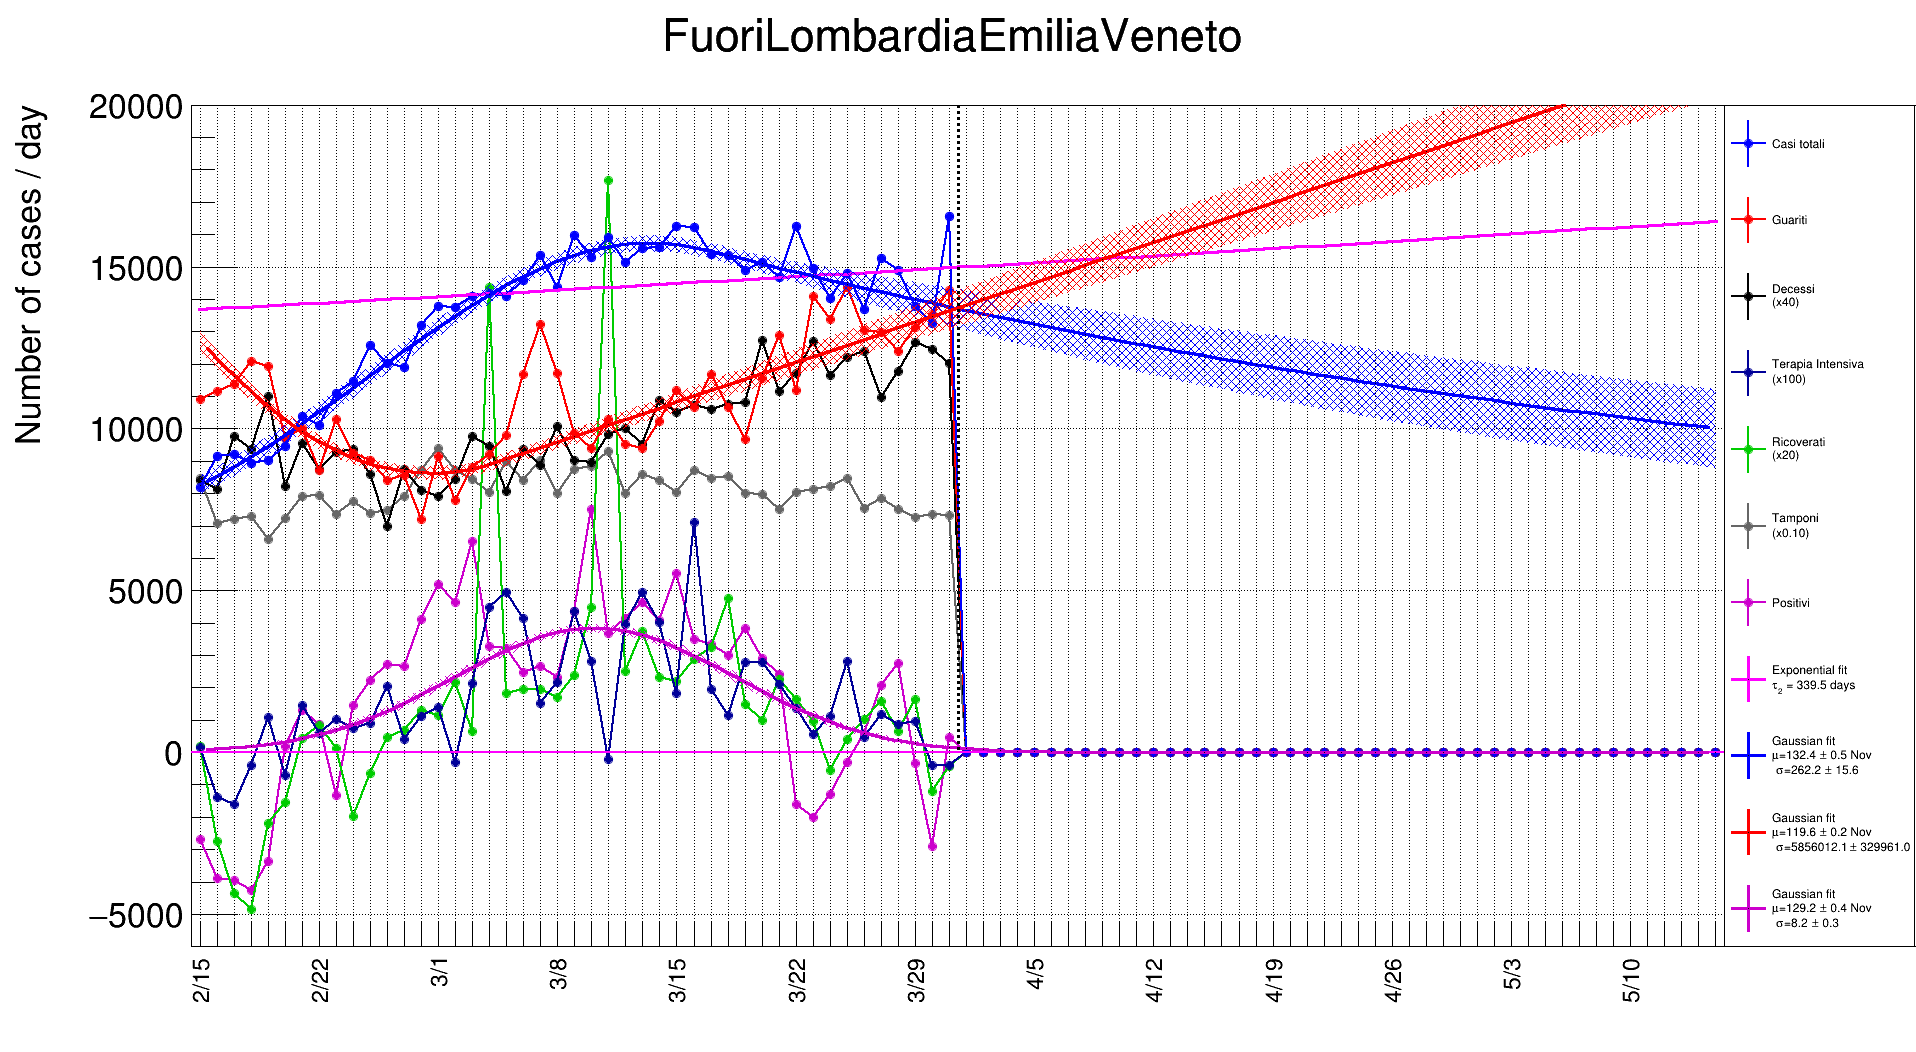 FuoriLombardiaEmiliaVeneto
Number of cases / day
20000
15000
10000
5000
0
−5000
2/15
2/22
3/1
3/8
3/15
3/22
3/29
4/5
4/12
4/19
4/26
5/3
5/10
Casi totali
Guariti
Decessi
(x40)
Terapia Intensiva
(x100)
Ricoverati
(x20)
Tamponi
(x0.10)
Positivi
Exponential fit
τ₂ = 339.5 days
Gaussian fit
μ=132.4 ± 0.5 Nov
σ=262.2 ± 15.6
Gaussian fit
μ=119.6 ± 0.2 Nov
σ=5856012.1 ± 329961.0
Gaussian fit
μ=129.2 ± 0.4 Nov
σ=8.2 ± 0.3